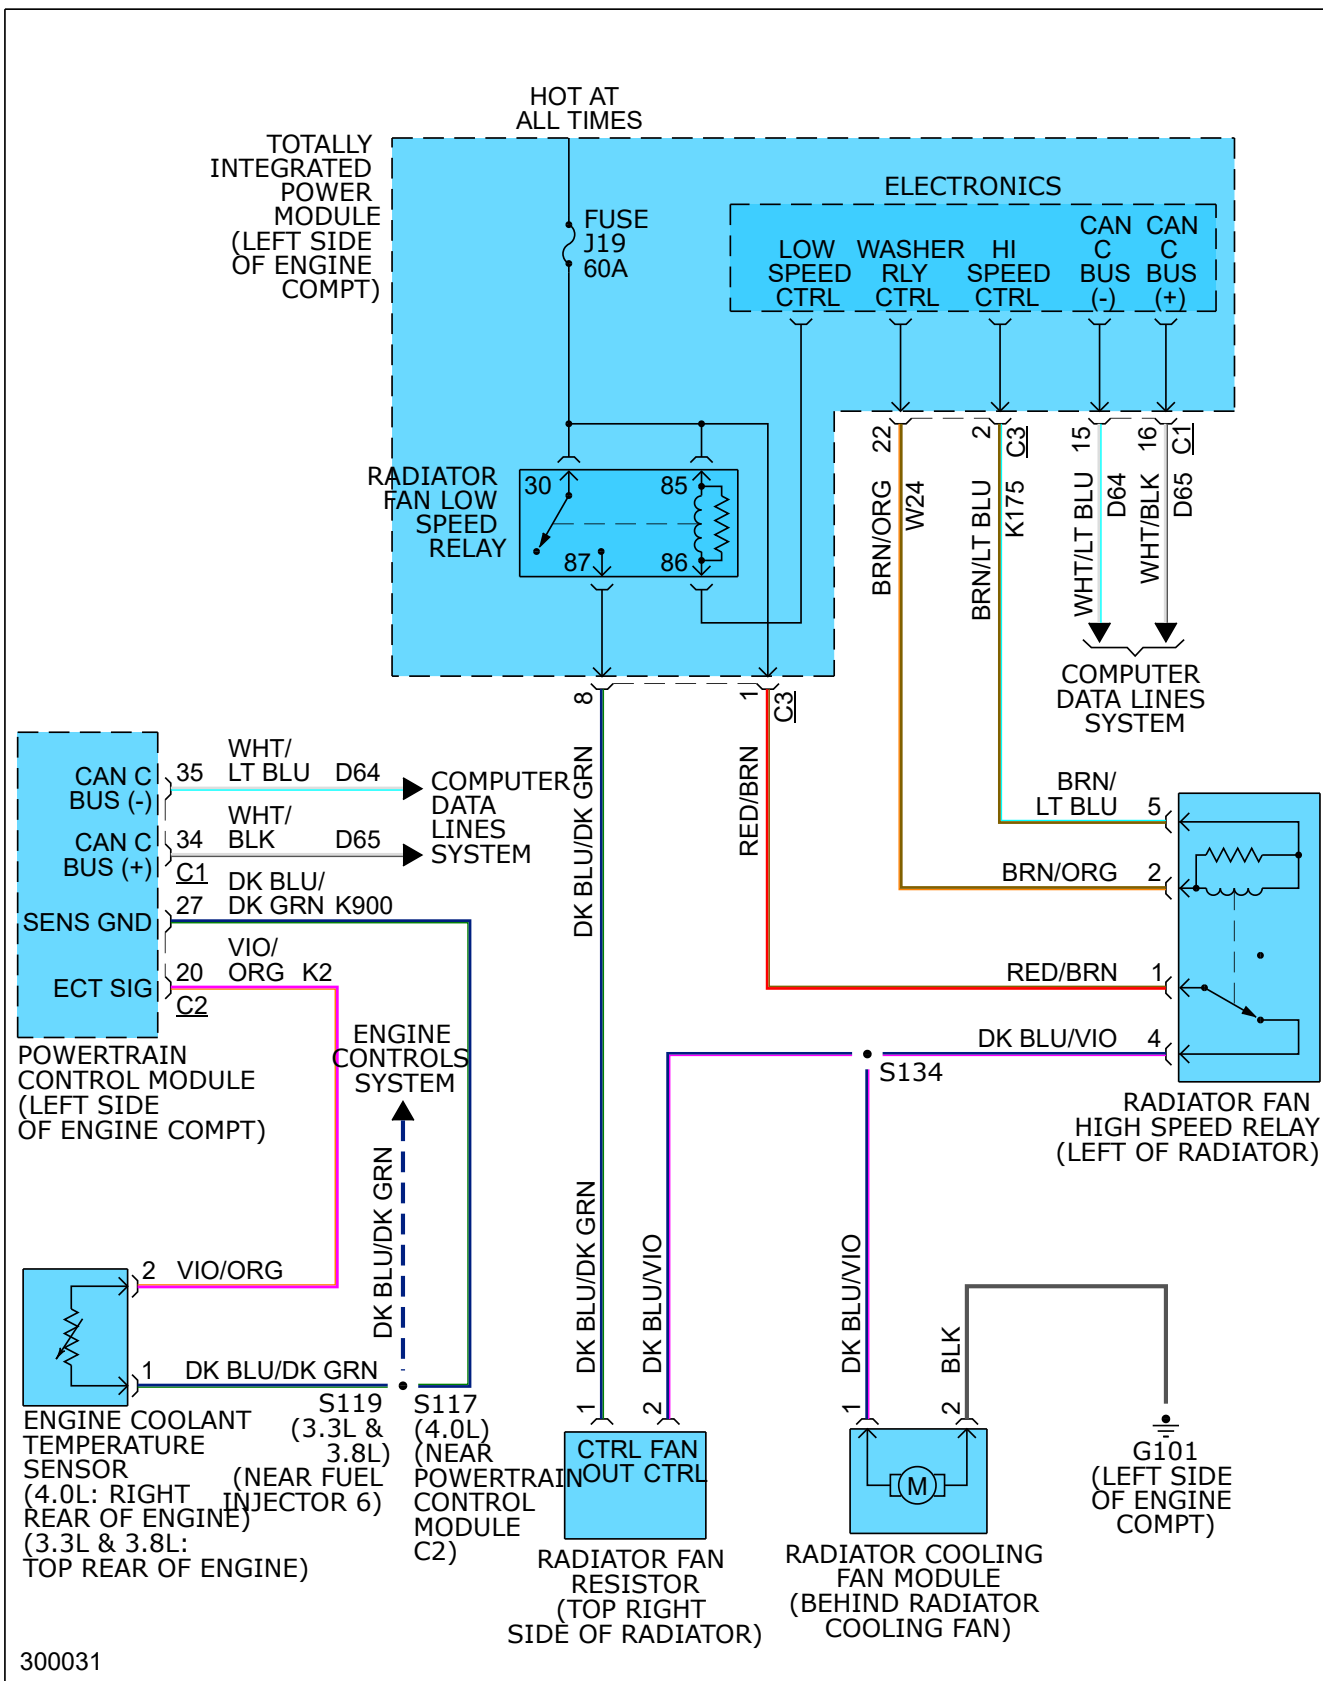 HOT AT
ALL TIMES
TOTALLY
INTEGRATED
POWER
MODULE
(LEFT SIDE
OF ENGINE
COMPT)
FUSE
J19
60A
ELECTRONICS
LOW
SPEED
CTRL
WASHER
RLY
CTRL
HI
SPEED
CTRL
CAN
C
BUS
(-)
CAN
C
BUS
(+)
RADIATOR
FAN LOW
SPEED
RELAY
30
85
87
86
22
2
C3
15
16
C1
BRN/ORG
W24
BRN/LT BLU
K175
WHT/LT BLU
D64
WHT/BLK
D65
COMPUTER
DATA LINES
SYSTEM
8
1
C3
DK BLU/DK GRN
RED/BRN
CAN C
BUS (-)
35
WHT/
LT BLU
D64
CAN C
BUS (+)
34
WHT/
BLK
D65
C1
COMPUTER
DATA
LINES
SYSTEM
SENS GND
27
DK BLU/
DK GRN
K900
ECT SIG
20
VIO/
ORG
K2
C2
POWERTRAIN
CONTROL MODULE
(LEFT SIDE
OF ENGINE COMPT)
ENGINE
CONTROLS
SYSTEM
DK BLU/DK GRN
BRN/
LT BLU
5
BRN/ORG
2
RED/BRN
1
DK BLU/VIO
4
S134
RADIATOR FAN
HIGH SPEED RELAY
(LEFT OF RADIATOR)
2
VIO/ORG
1
DK BLU/DK GRN
ENGINE COOLANT
TEMPERATURE
SENSOR
(4.0L: RIGHT
REAR OF ENGINE)
(3.3L & 3.8L:
TOP REAR OF ENGINE)
S119
(3.3L &
3.8L)
(NEAR FUEL
INJECTOR 6)
S117
(4.0L)
(NEAR
POWERTRAIN
CONTROL
MODULE
C2)
DK BLU/DK GRN
DK BLU/VIO
1
2
CTRL
OUT
FAN
CTRL
RADIATOR FAN
RESISTOR
(TOP RIGHT
SIDE OF RADIATOR)
DK BLU/VIO
BLK
1
2
M
RADIATOR COOLING
FAN MODULE
(BEHIND RADIATOR
COOLING FAN)
G101
(LEFT SIDE
OF ENGINE
COMPT)
300031